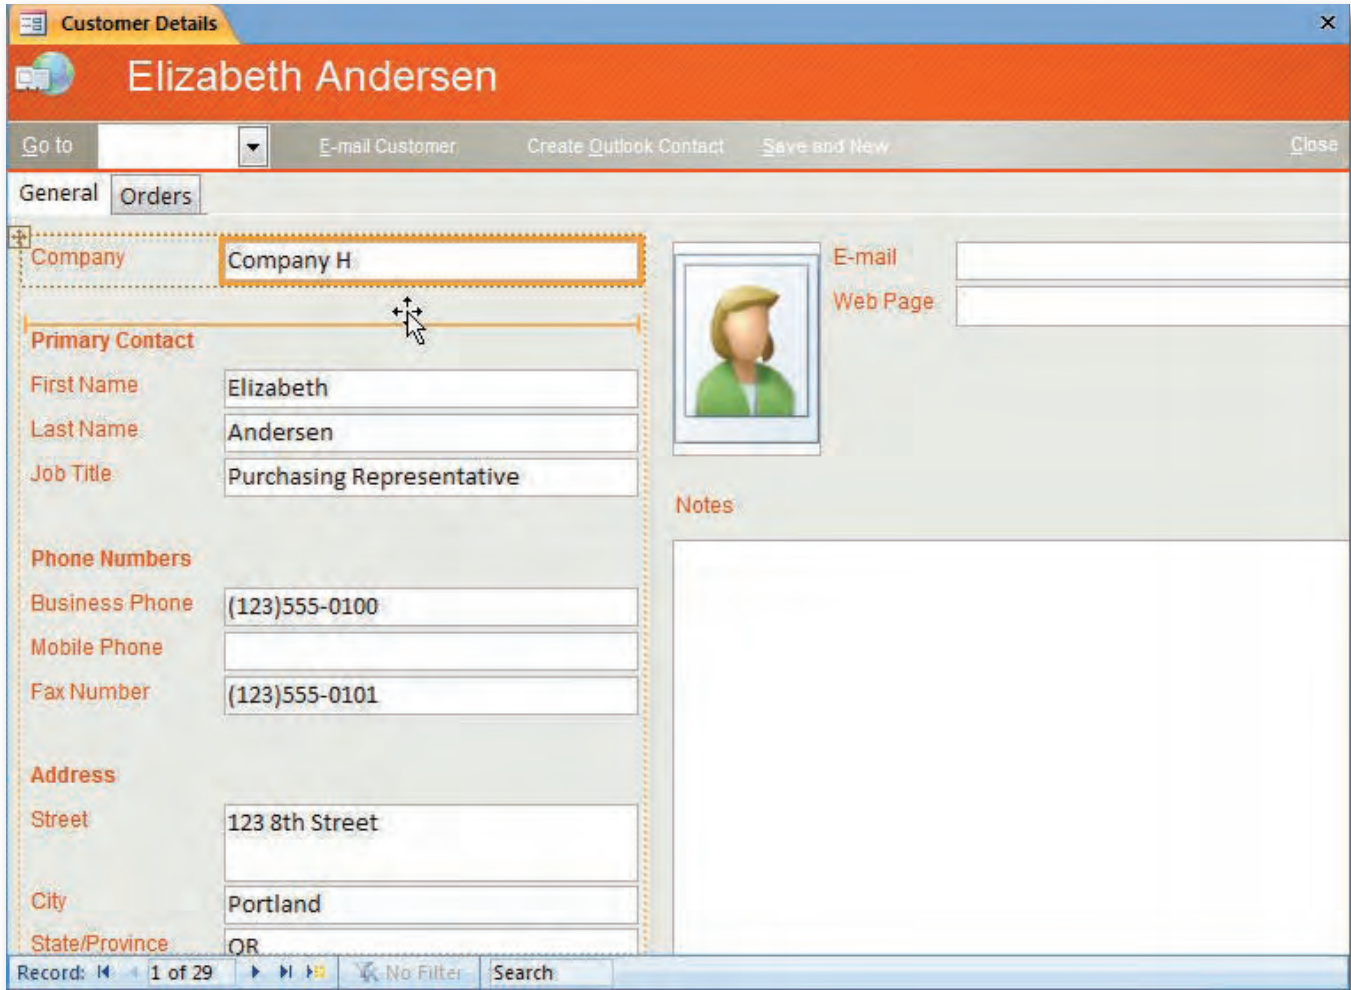 Customer Details
Elizabeth Andersen
Go to E-mail Customer Create Outlook Contact Save and New Close
General Orders
Company Company H E-mail
Web Page
Primary Contact
First Name Elizabeth
Last Name Andersen
Job Title Purchasing Representative
Notes
Phone Numbers
Business Phone (123)555-0100
Mobile Phone
Fax Number (123)555-0101
Address
Street 123 8th Street
City Portland
State/Province OR
Record: 1 of 29 No Filter Search